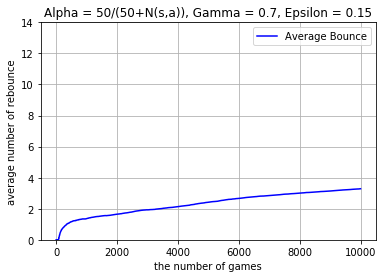 Alpha = 50/(50+N(s,a)), Gamma = 0.7, Epsilon = 0.15
Average Bounce
average number of rebounce
14
12
10
8
6
4
2
0
0 2000 4000 6000 8000 10000
the number of games